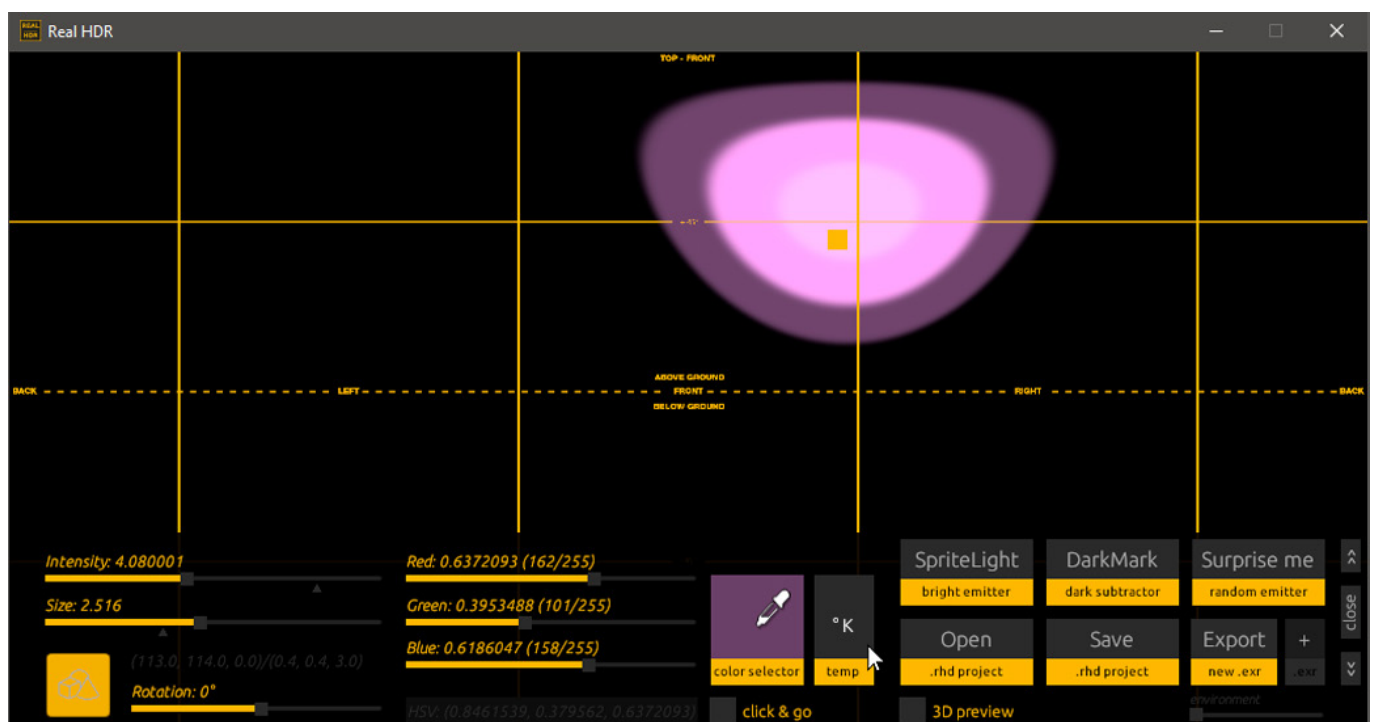 REAL HDR
Real HDR
TOP - FRONT
+45°
ABOVE GROUND
BACK
LEFT
FRONT
RIGHT
BACK
BELOW GROUND
Intensity: 4.080001
Size: 2.516
(113.0, 114.0, 0.0)/(0.4, 0.4, 3.0)
Rotation: 0°
Red: 0.6372093 (162/255)
Green: 0.3953488 (101/255)
Blue: 0.6186047 (158/255)
HSV: (0.8461539, 0.379562, 0.6372093)
color selector
°K
temp
click & go
SpriteLight
bright emitter
DarkMark
dark subtractor
Surprise me
random emitter
Open
.rhd project
Save
.rhd project
Export
new .exr
+
.exr
3D preview
environment
close